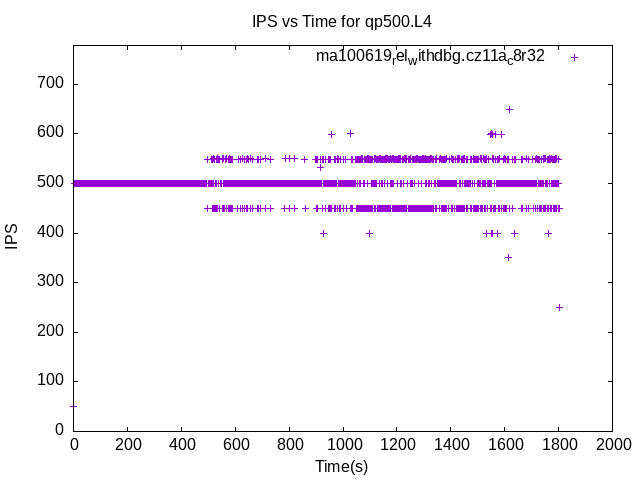 IPS vs Time for qp500.L4
ma100619relwithdbg.cz11ac8r32
700
600
500
400
300
200
100
0
IPS
0 200 400 600 800 1000 1200 1400 1600 1800 2000
Time(s)